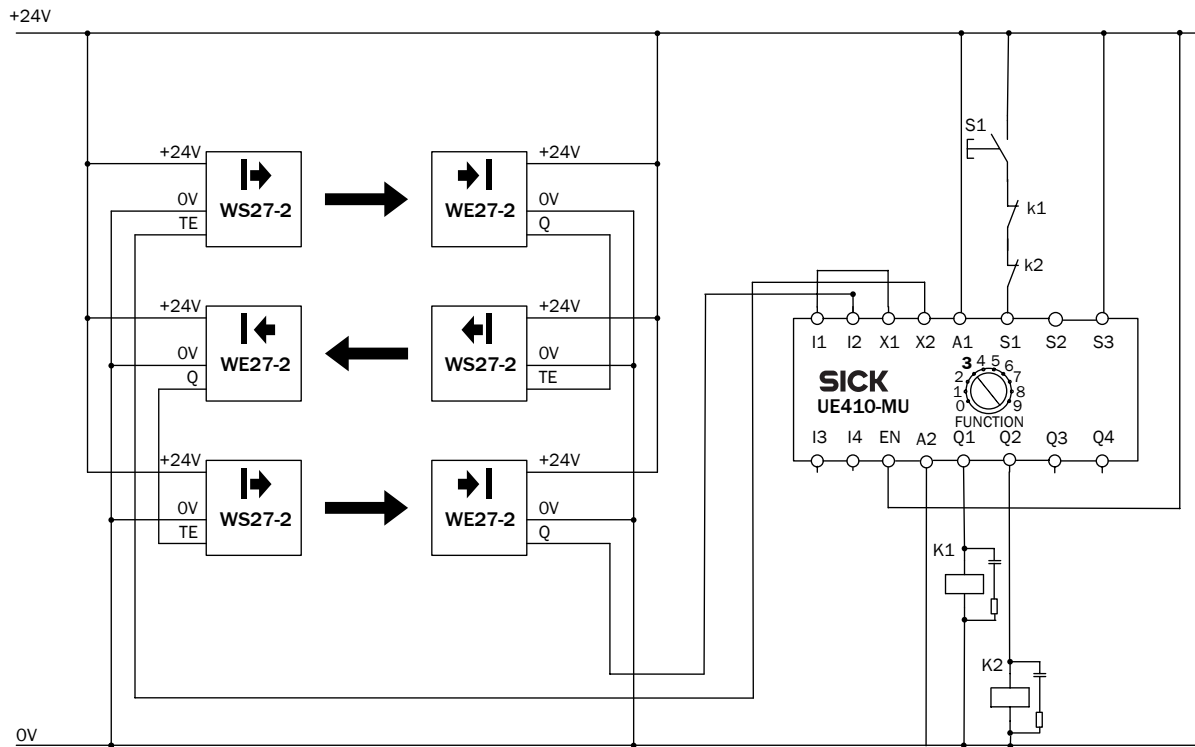 +24V
S1
k1
k2
+24V
0V
TE
WS27-2
+24V
0V
Q
WE27-2
+24V
0V
Q
WE27-2
+24V
0V
TE
WS27-2
+24V
0V
TE
WS27-2
+24V
0V
Q
WE27-2
I1 I2 X1 X2 A1 S1 S2 S3
SICK
UE410-MU
0 1 2 3 4 5 6 7 8 9
FUNCTION
I3 I4 EN A2 Q1 Q2 Q3 Q4
K1
K2
0V